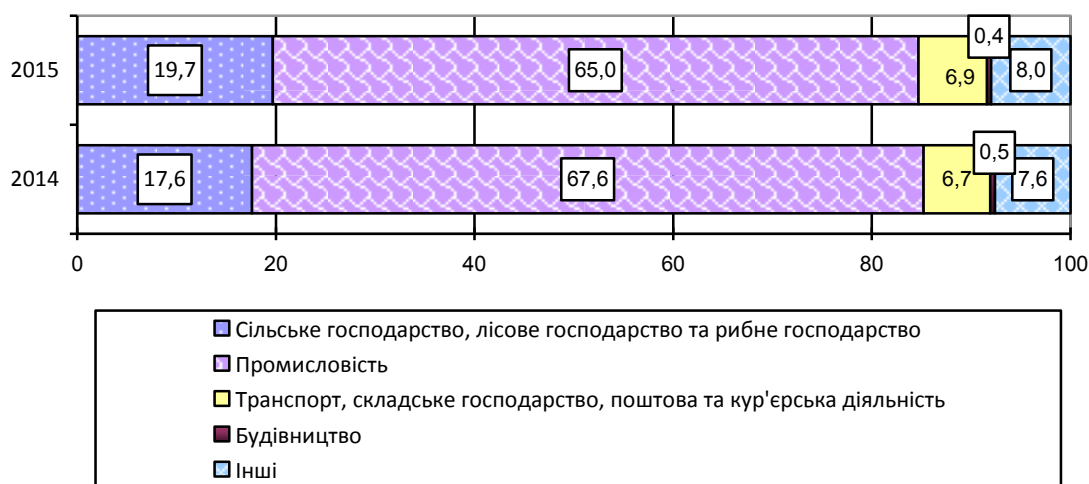 0,4
2015 19,7 65,0 6,9 8,0
0,5
2014 17,6 67,6 6,7 7,6
0 20 40 60 80 100
Сільське господарство, лісове господарство та рибне господарство
Промисловість
Транспорт, складське господарство, поштова та кур'єрська діяльність
Будівництво
Інші